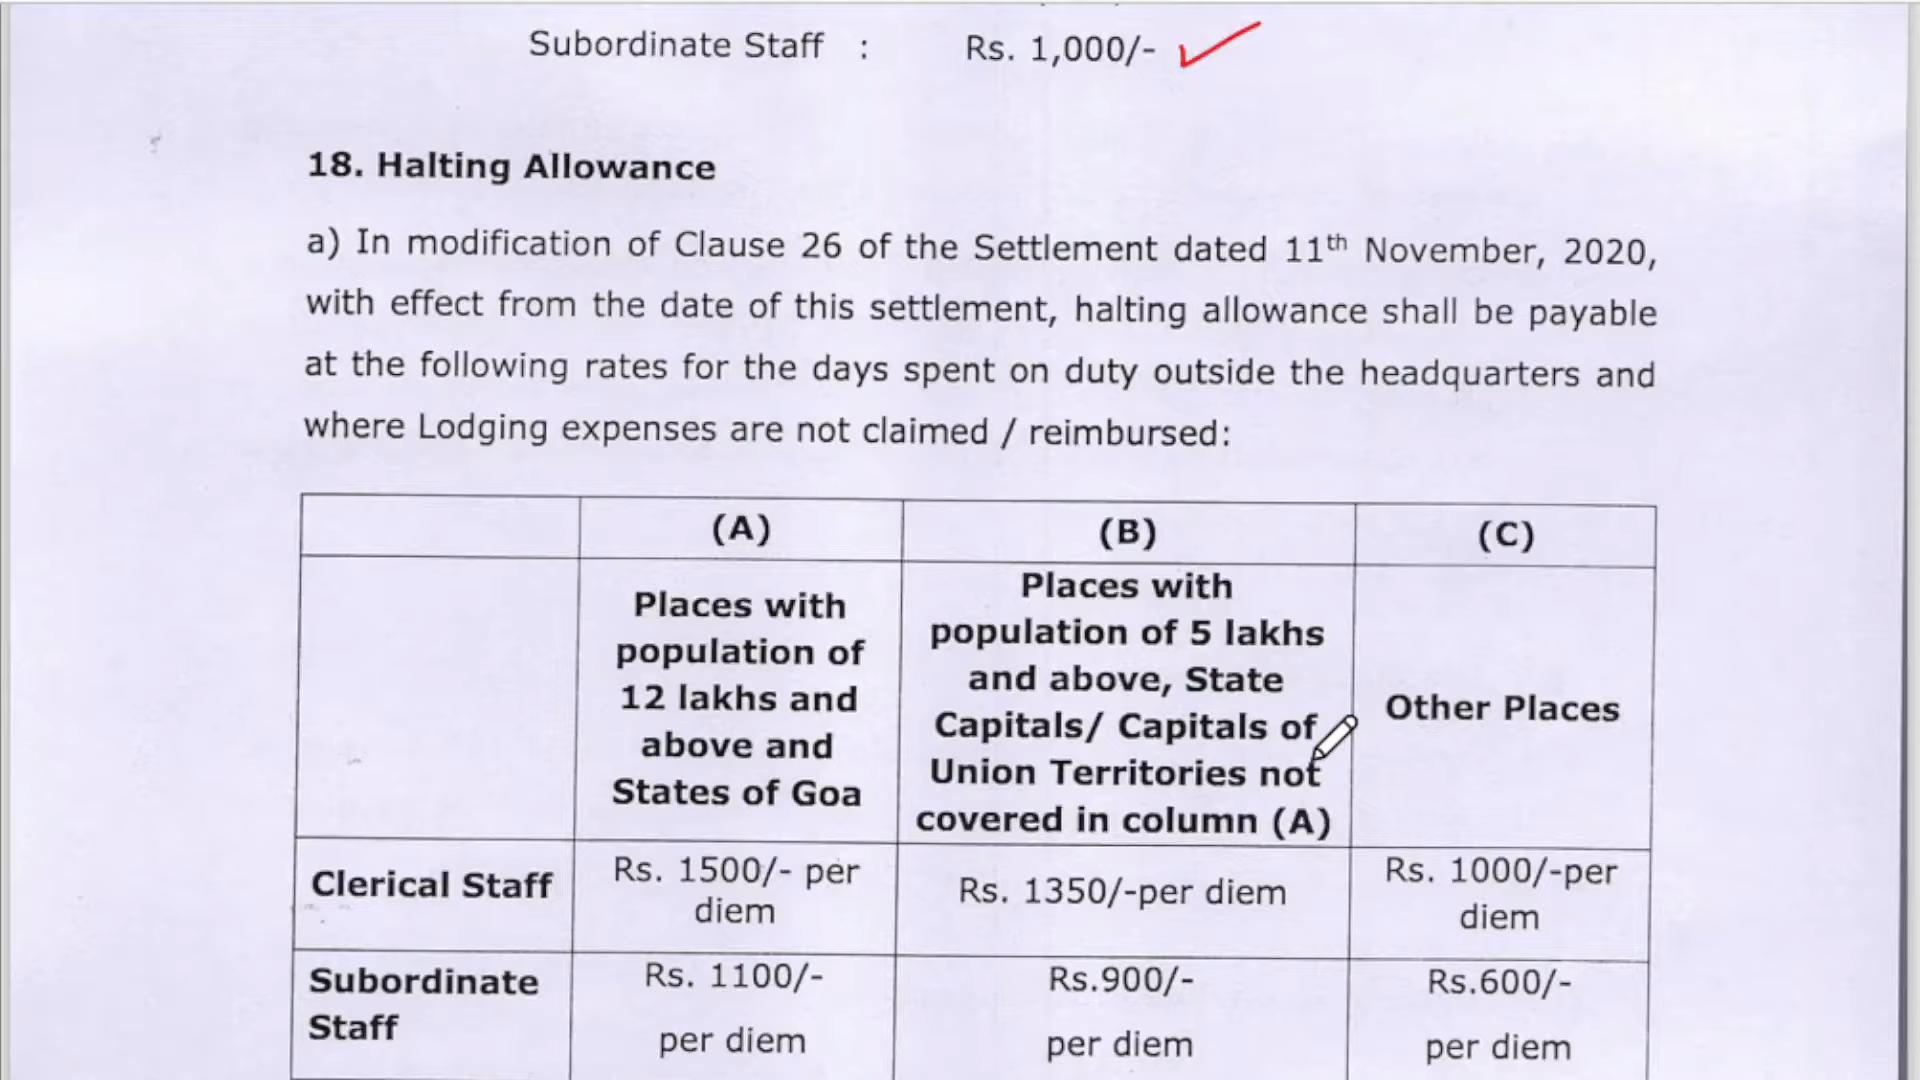 Subordinate Staff : Rs. 1,000/-
18. Halting Allowance
a) In modification of Clause 26 of the Settlement dated 11th November, 2020,
with effect from the date of this settlement, halting allowance shall be payable
at the following rates for the days spent on duty outside the headquarters and
where Lodging expenses are not claimed / reimbursed:
(A) (B) (C)
Places with
population of
12 lakhs and
above and
States of Goa
Places with
population of 5 lakhs
and above, State
Capitals/ Capitals of
Union Territories not
covered in column (A)
Other Places
Clerical Staff
Rs. 1500/- per
diem
Rs. 1350/-per diem
Rs. 1000/-per
diem
Subordinate
Staff
Rs. 1100/-
per diem
Rs.900/-
per diem
Rs.600/-
per diem